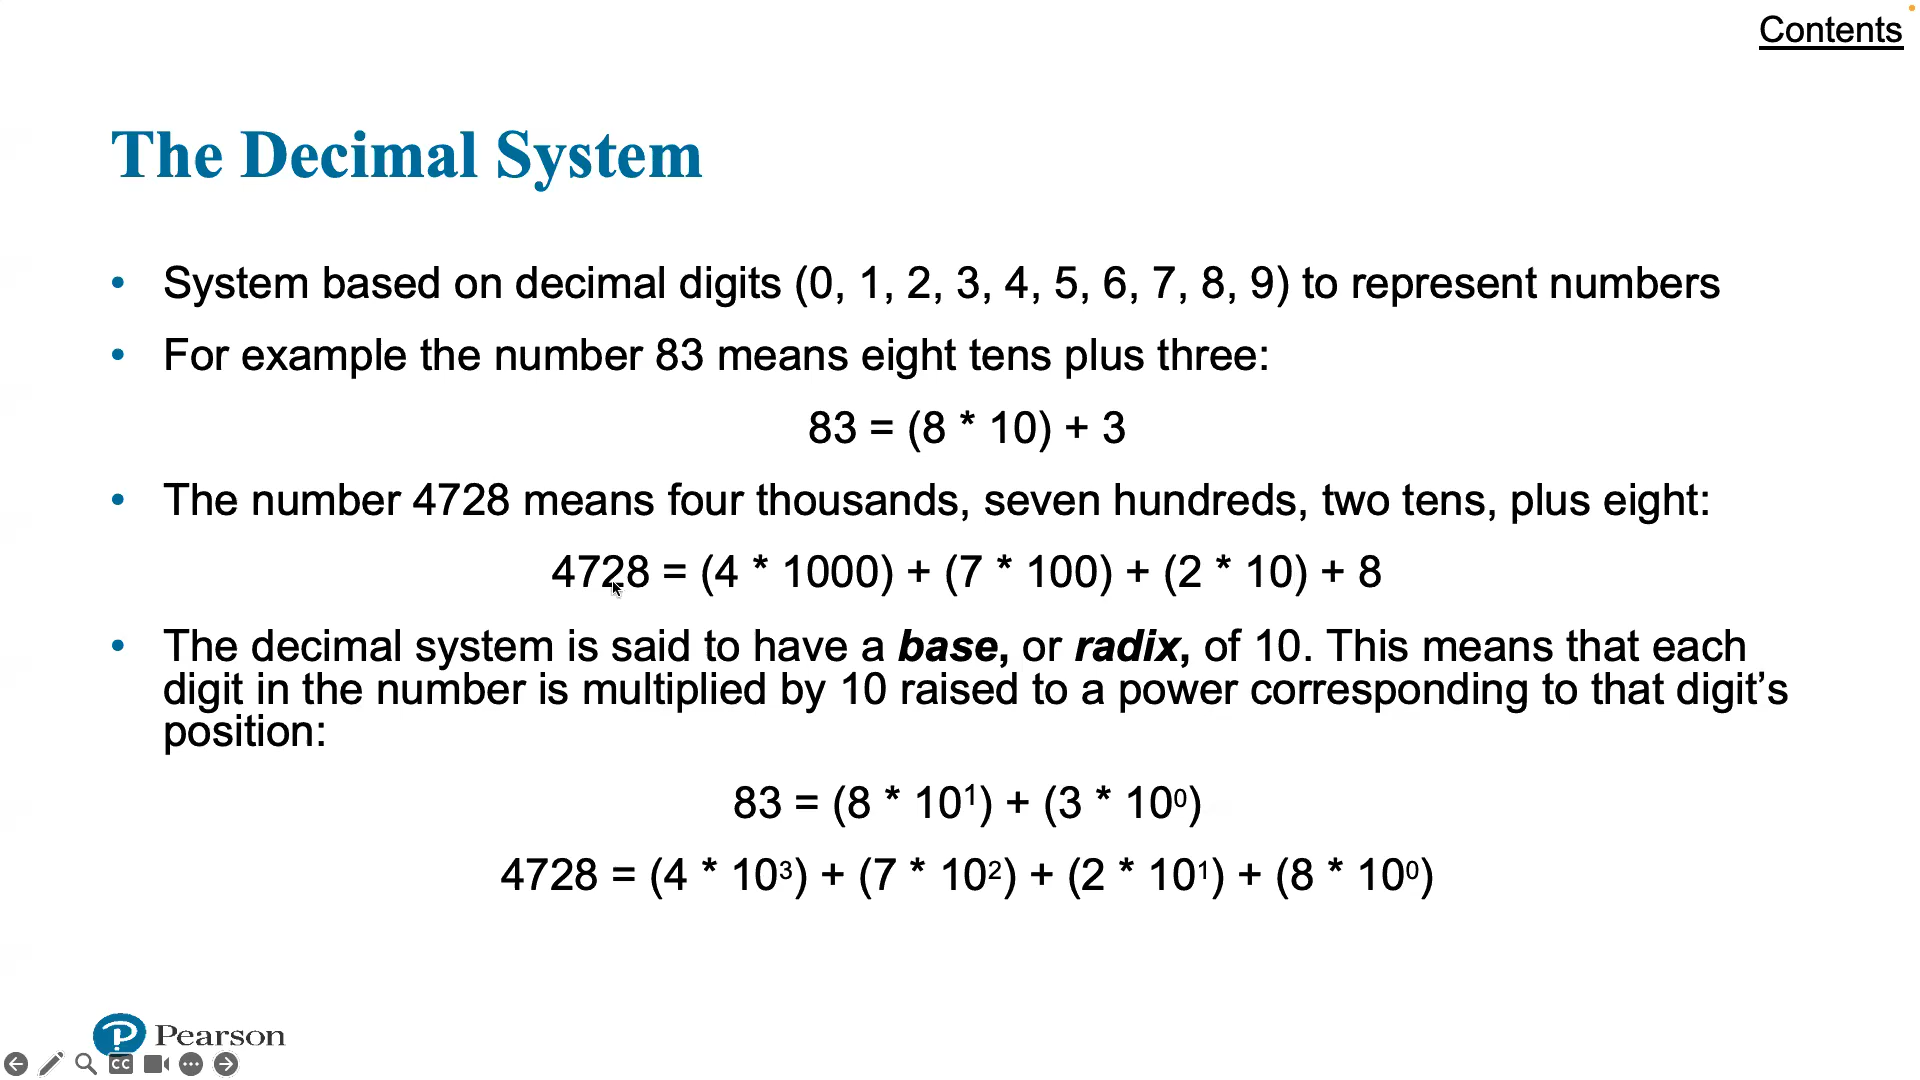 Contents
The Decimal System
• System based on decimal digits (0, 1, 2, 3, 4, 5, 6, 7, 8, 9) to represent numbers
• For example the number 83 means eight tens plus three:
83 = (8 * 10) + 3
• The number 4728 means four thousands, seven hundreds, two tens, plus eight:
4728 = (4 * 1000) + (7 * 100) + (2 * 10) + 8
• The decimal system is said to have a base, or radix, of 10. This means that each
digit in the number is multiplied by 10 raised to a power corresponding to that digit’s
position:
83 = (8 * 10¹) + (3 * 10⁰)
4728 = (4 * 10³) + (7 * 10²) + (2 * 10¹) + (8 * 10⁰)
P Pearson
CC